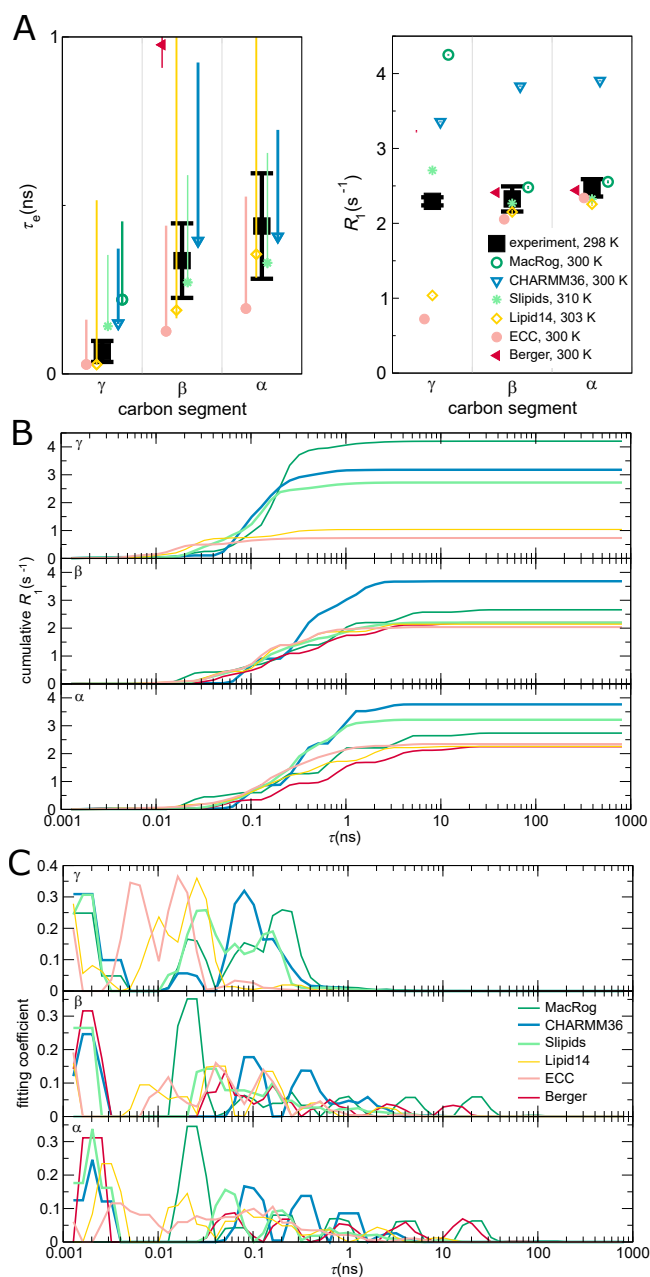 A
1
τe(ns)
0
γ
β
α
carbon segment
4
3
2
1
0
R1(s-1)
experiment, 298 K
MacRog, 300 K
CHARMM36, 300 K
Slipids, 310 K
Lipid14, 303 K
ECC, 300 K
Berger, 300 K
γ
β
α
carbon segment
B
γ
4
3
2
1
0
β
4
3
2
1
0
α
4
3
2
1
0
cumulative R1(s-1)
0.001
0.01
0.1
1
10
100
1000
τ(ns)
C
γ
0.4
0.3
0.2
0.1
0
β
0.3
0.2
0.1
0
MacRog
CHARMM36
Slipids
Lipid14
ECC
Berger
α
0.3
0.2
0.1
0
fitting coefficient
0.001
0.01
0.1
1
10
100
1000
τ(ns)